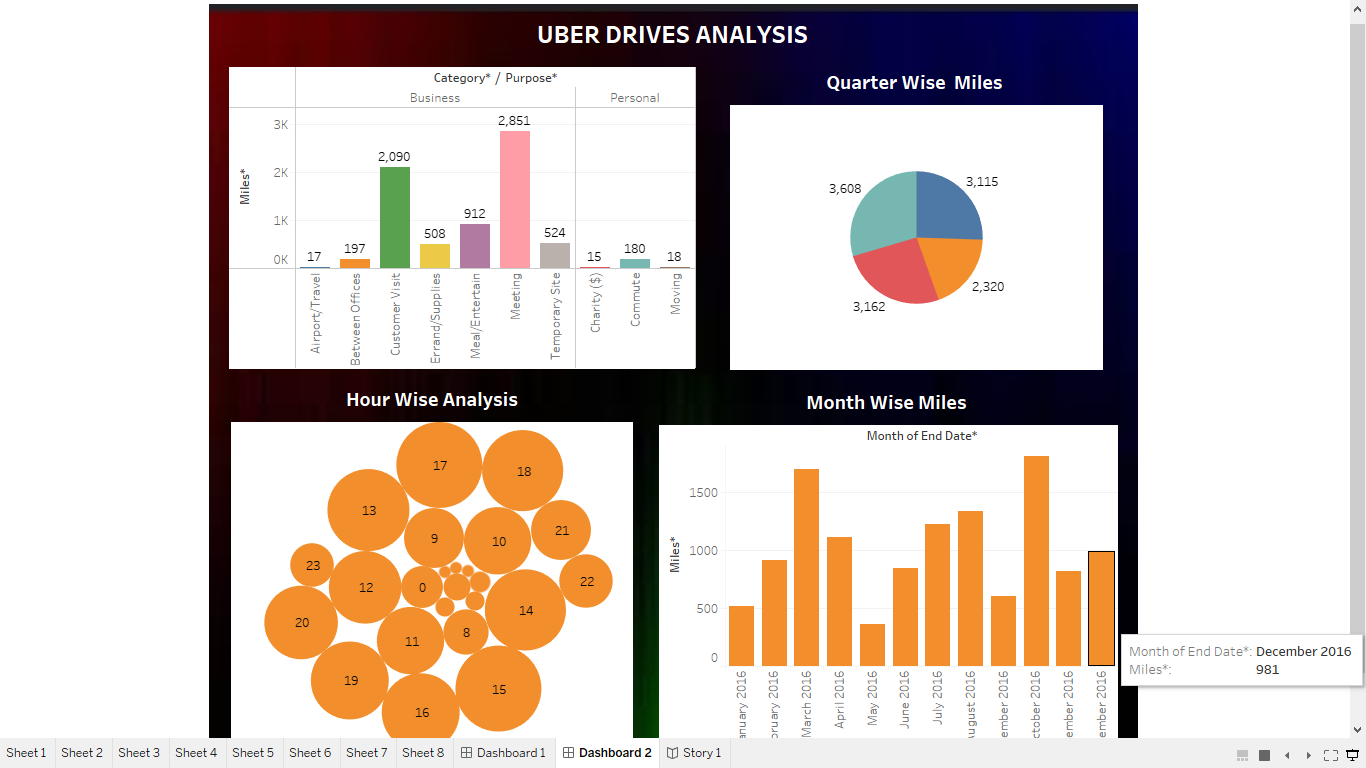 UBER DRIVES ANALYSIS
Category* / Purpose*
Business
Personal
Miles*
3K
2K
1K
0K
17
197
2,090
508
912
2,851
524
15
180
18
Airport/Travel
Between Offices
Customer Visit
Errand/Supplies
Meal/Entertain
Meeting
Temporary Site
Charity ($)
Commute
Moving
Quarter Wise  Miles
3,608
3,115
2,320
3,162
Hour Wise Analysis
17
18
13
9
10
21
23
12
0
22
14
20
11
8
19
15
16
Month Wise Miles
Month of End Date*
Miles*
1500
1000
500
0
anuary 2016
ruary 2016
March 2016
April 2016
May 2016
June 2016
July 2016
ugust 2016
ember 2016
ctober 2016
ember 2016
ember 2016
Month of End Date*: December 2016
Miles*: 981
Sheet 1
Sheet 2
Sheet 3
Sheet 4
Sheet 5
Sheet 6
Sheet 7
Sheet 8
Dashboard 1
Dashboard 2
Story 1